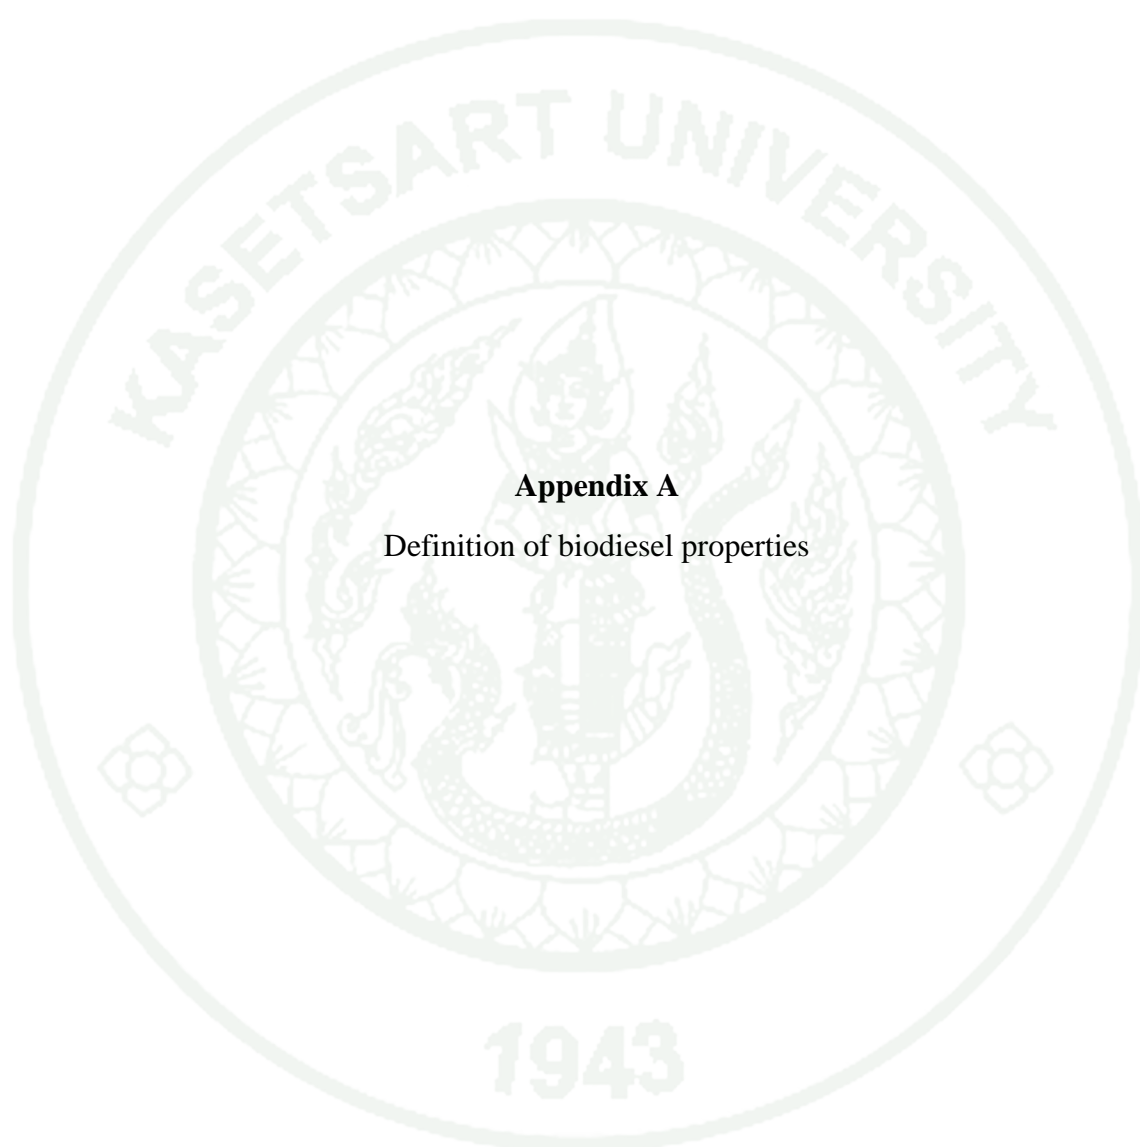 KASETSART UNIVERSITY
Appendix A
Definition of biodiesel properties
1943